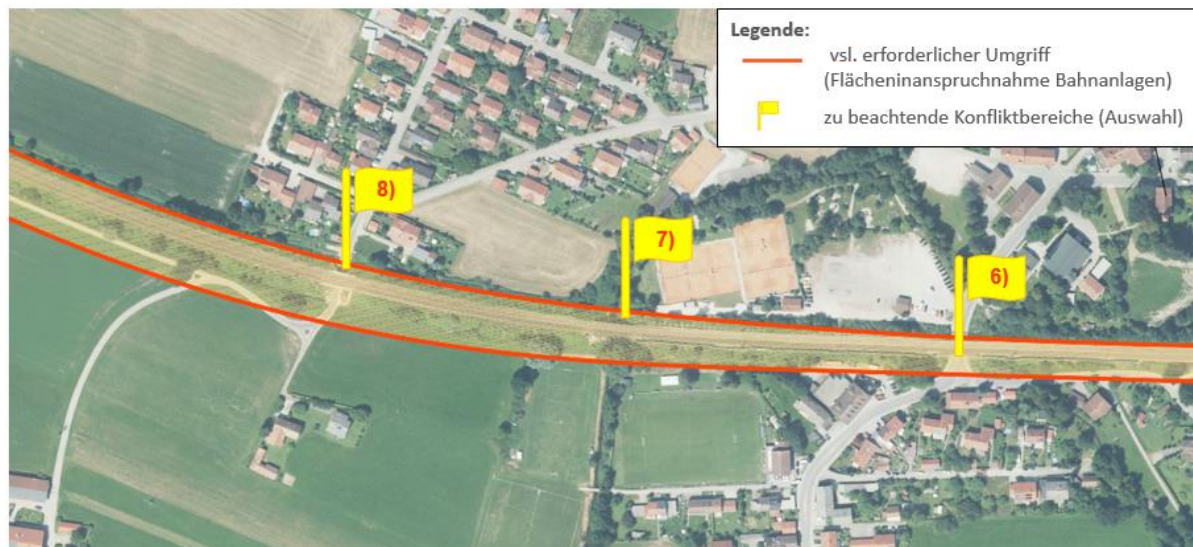 Legende:
vsl. erforderlicher Umgriff
(Flächeninanspruchnahme Bahnanlagen)
zu beachtende Konfliktbereiche (Auswahl)
8)
7)
6)